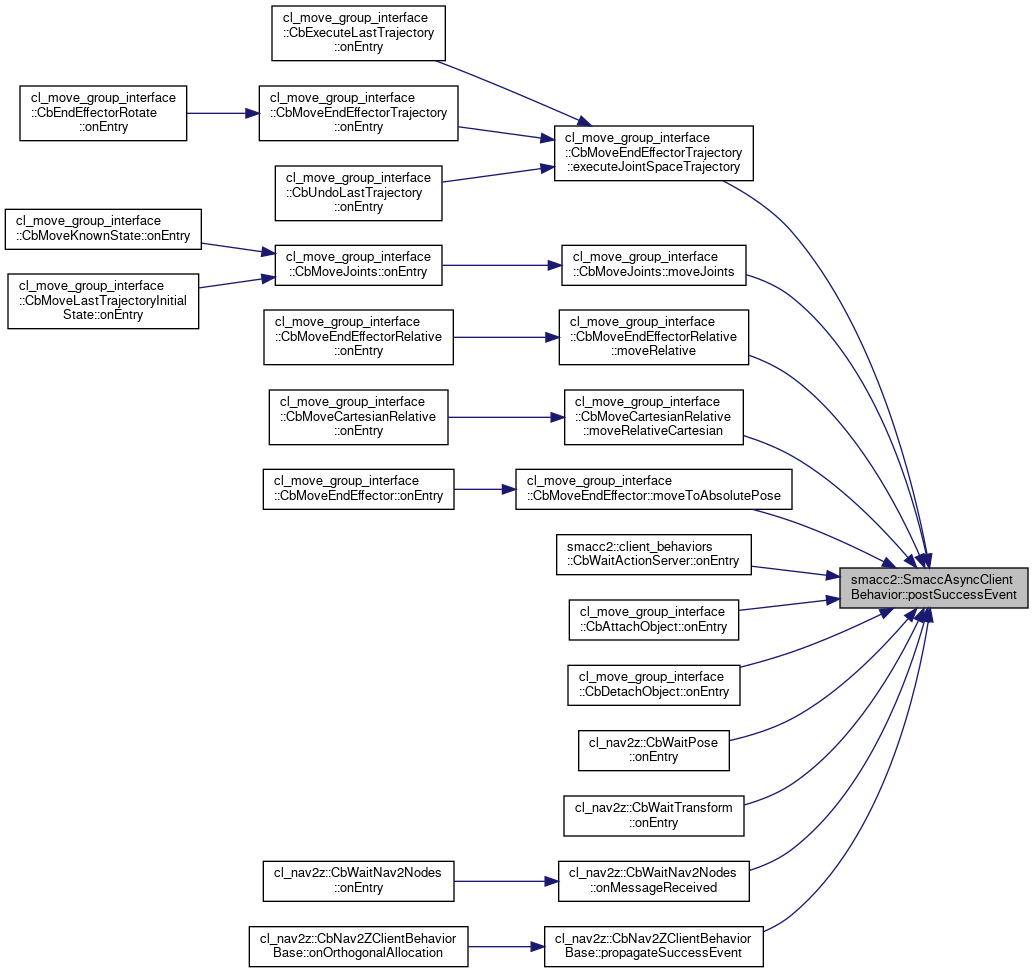 cl_move_group_interface
::CbExecuteLastTrajectory
::onEntry
cl_move_group_interface
::CbEndEffectorRotate
::onEntry
cl_move_group_interface
::CbMoveEndEffectorTrajectory
::onEntry
cl_move_group_interface
::CbMoveEndEffectorTrajectory
::executeJointSpaceTrajectory
cl_move_group_interface
::CbUndoLastTrajectory
::onEntry
cl_move_group_interface
::CbMoveKnownState::onEntry
cl_move_group_interface
::CbMoveJoints::onEntry
cl_move_group_interface
::CbMoveJoints::moveJoints
cl_move_group_interface
::CbMoveLastTrajectoryInitial
State::onEntry
cl_move_group_interface
::CbMoveEndEffectorRelative
::onEntry
cl_move_group_interface
::CbMoveEndEffectorRelative
::moveRelative
cl_move_group_interface
::CbMoveCartesianRelative
::onEntry
cl_move_group_interface
::CbMoveCartesianRelative
::moveRelativeCartesian
cl_move_group_interface
::CbMoveEndEffector::onEntry
cl_move_group_interface
::CbMoveEndEffector::moveToAbsolutePose
smacc2::client_behaviors
::CbWaitActionServer::onEntry
smacc2::SmaccAsyncClient
Behavior::postSuccessEvent
cl_move_group_interface
::CbAttachObject::onEntry
cl_move_group_interface
::CbDetachObject::onEntry
cl_nav2z::CbWaitPose
::onEntry
cl_nav2z::CbWaitTransform
::onEntry
cl_nav2z::CbWaitNav2Nodes
::onEntry
cl_nav2z::CbWaitNav2Nodes
::onMessageReceived
cl_nav2z::CbNav2ZClientBehavior
Base::onOrthogonalAllocation
cl_nav2z::CbNav2ZClientBehavior
Base::propagateSuccessEvent